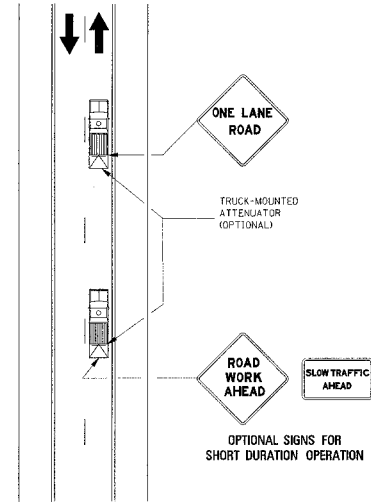 ONE LANE
ROAD
TRUCK-MOUNTED
ATTENUATOR
(OPTIONAL)
ROAD
WORK
AHEAD
SLOW TRAFFIC
AHEAD
OPTIONAL SIGNS FOR
SHORT DURATION OPERATION